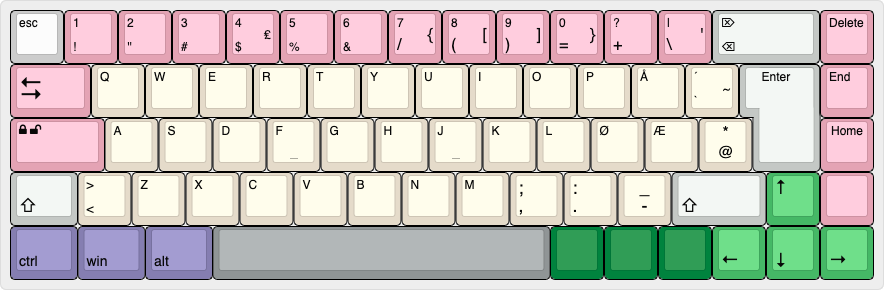 esc 1 ! 2 " 3 # 4 $ £ 5 % 6 & 7 / { 8 ( [ 9 ) ] 0 = } ? + | \ ' ⌦ ⌫ Delete
← → Q W E R T Y U I O P Å ´ ` ~ Enter End
A S D F _ G H J _ K L Ø Æ * @ Home
⇧ > < Z X C V B N M ; , : . _ - ⇧ ↑
ctrl win alt ← ↓ →